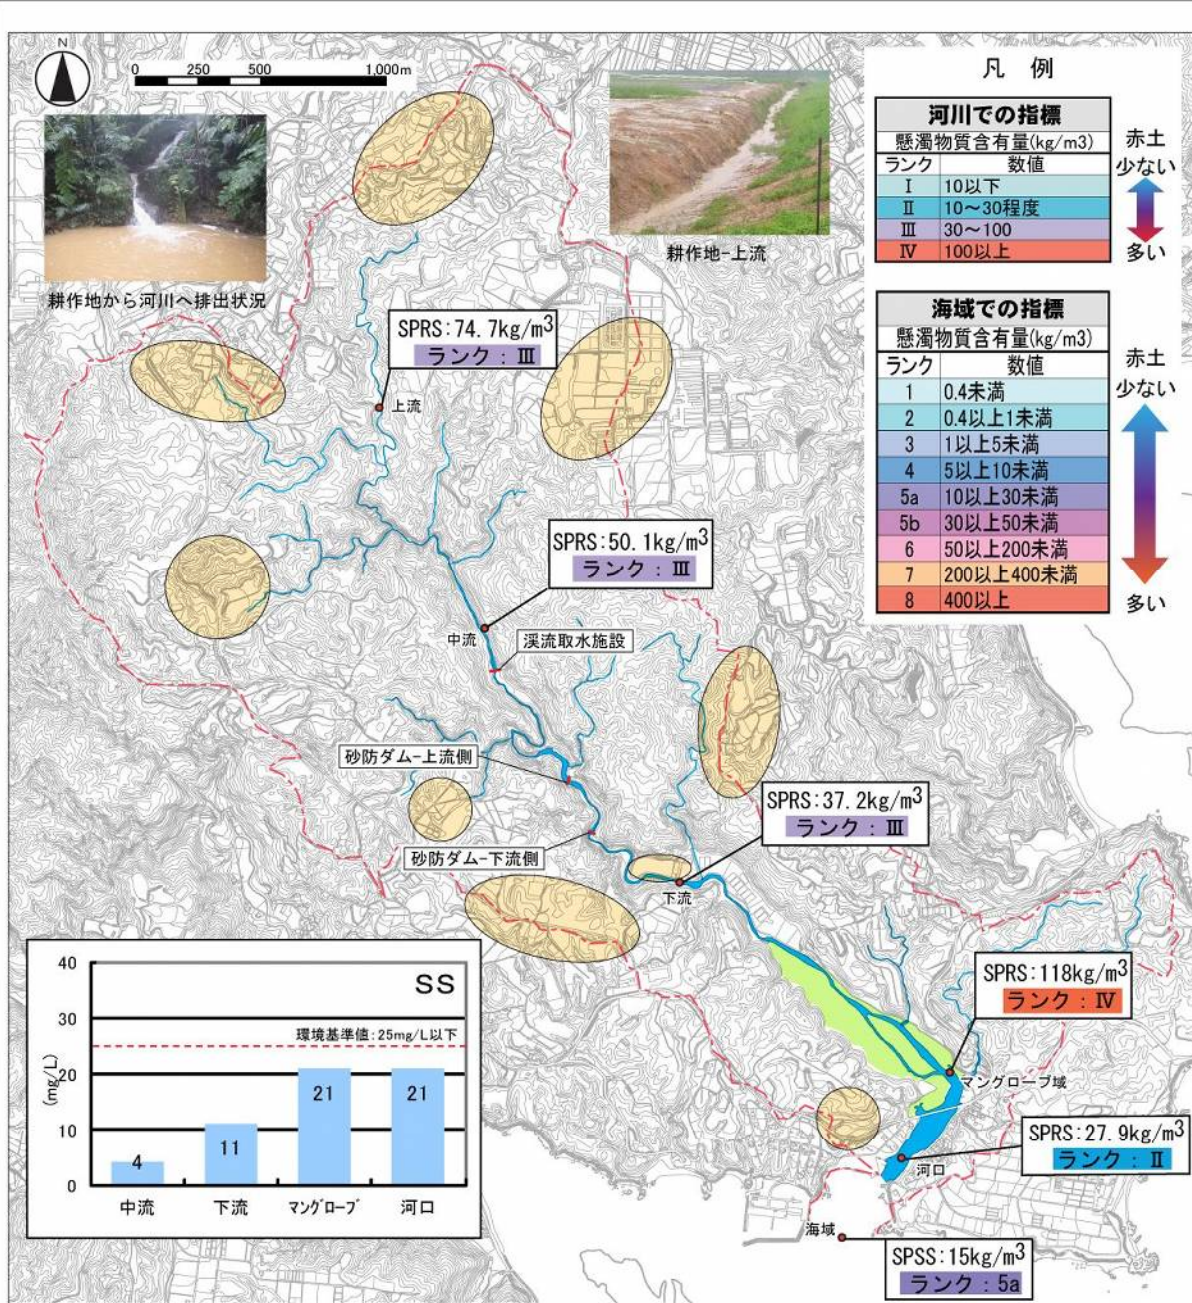 N
0 250 500 1,000m
耕作地から河川へ排出状況
耕作地-上流
凡 例
河川での指標
懸濁物質含有量(kg/m3)
ランク 数値
Ⅰ 10以下
Ⅱ 10～30程度
Ⅲ 30～100
Ⅳ 100以上
赤土
少ない
多い
海域での指標
懸濁物質含有量(kg/m3)
ランク 数値
1 0.4未満
2 0.4以上1未満
3 1以上5未満
4 5以上10未満
5a 10以上30未満
5b 30以上50未満
6 50以上200未満
7 200以上400未満
8 400以上
赤土
少ない
多い
SPRS:74.7kg/m3
ランク：Ⅲ
上流
SPRS:50.1kg/m3
ランク：Ⅲ
中流
渓流取水施設
砂防ダム-上流側
SPRS:37.2kg/m3
ランク：Ⅲ
砂防ダム-下流側
下流
SPRS:118kg/m3
ランク：Ⅳ
マングローブ域
SPRS:27.9kg/m3
ランク：Ⅱ
河口
海域
SPSS:15kg/m3
ランク：5a
SS
環境基準値:25mg/L以下
(mg/L)
40
30
20
10
0
4
11
21
21
中流 下流 マングローブ 河口